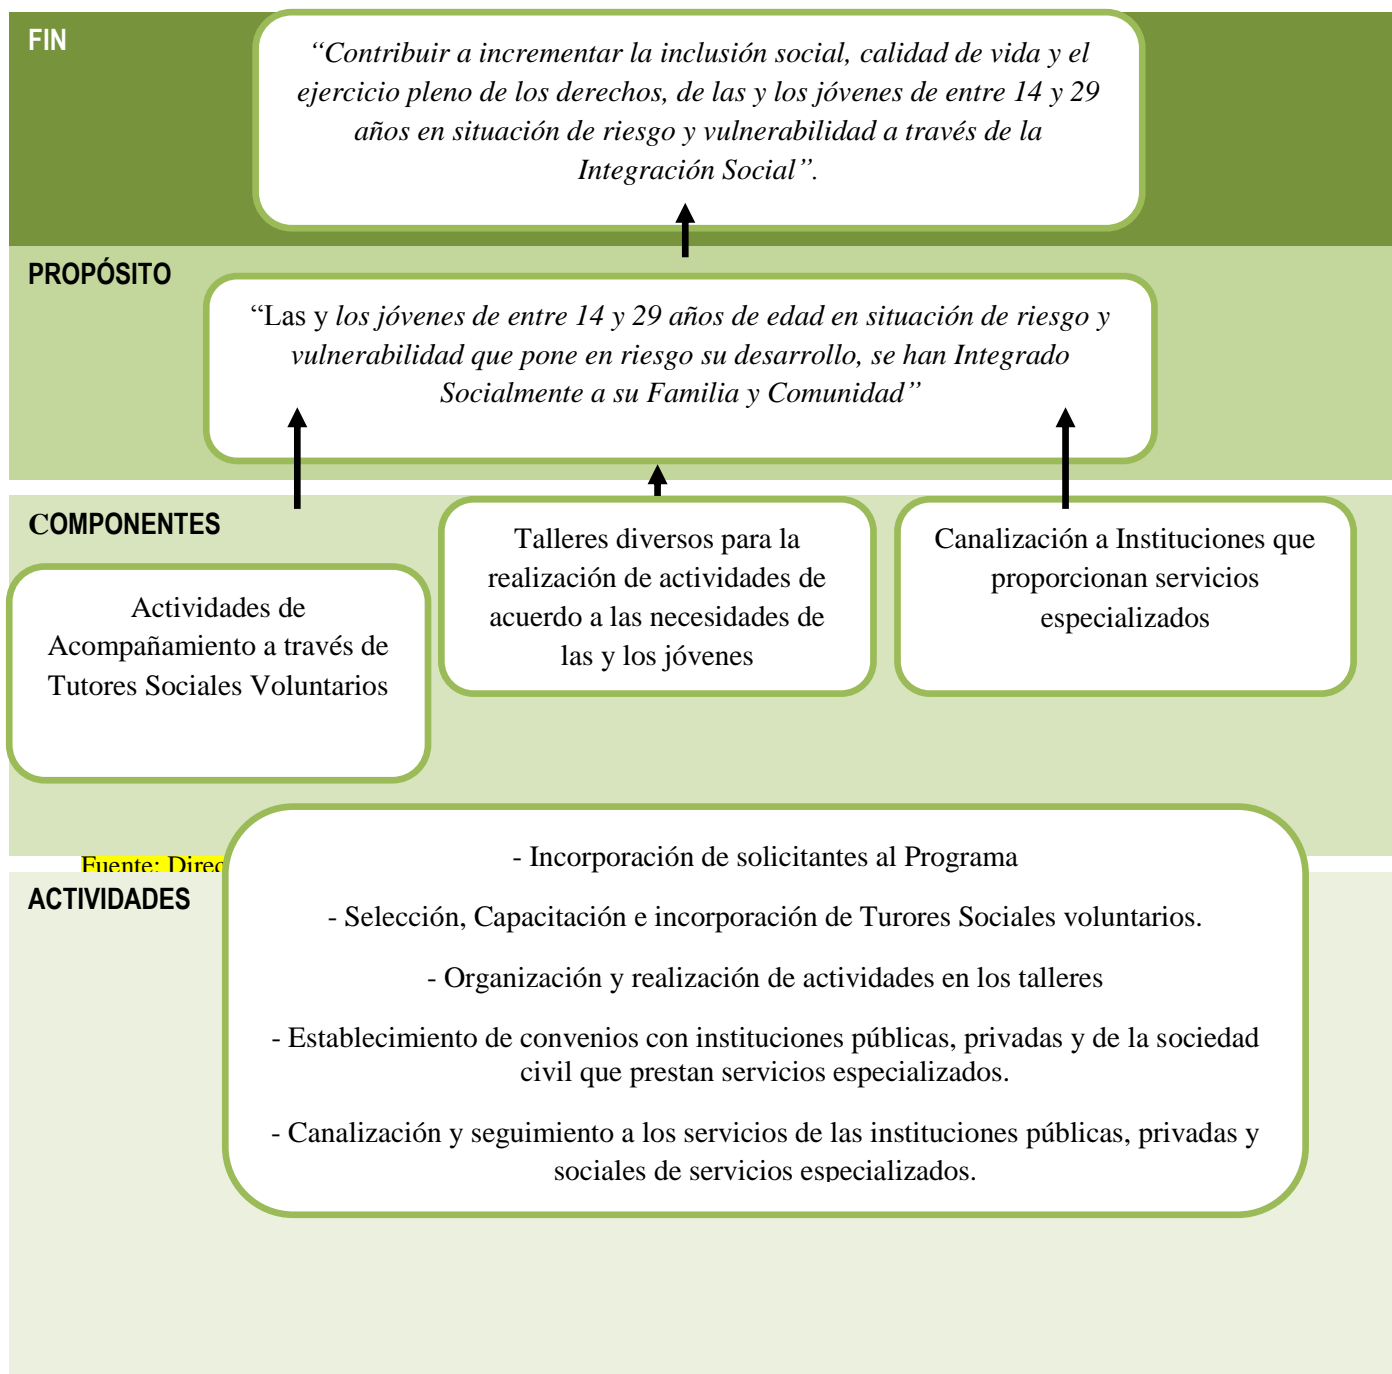 FIN
“Contribuir a incrementar la inclusión social, calidad de vida y el
ejercicio pleno de los derechos, de las y los jóvenes de entre 14 y 29
años en situación de riesgo y vulnerabilidad a través de la
Integración Social”.
PROPÓSITO
“Las y los jóvenes de entre 14 y 29 años de edad en situación de riesgo y
vulnerabilidad que pone en riesgo su desarrollo, se han Integrado
Socialmente a su Familia y Comunidad”
COMPONENTES
Actividades de
Acompañamiento a través de
Tutores Sociales Voluntarios
Talleres diversos para la
realización de actividades de
acuerdo a las necesidades de
las y los jóvenes
Canalización a Instituciones que
proporcionan servicios
especializados
Fuente: Direc
ACTIVIDADES
- Incorporación de solicitantes al Programa
- Selección, Capacitación e incorporación de Turores Sociales voluntarios.
- Organización y realización de actividades en los talleres
- Establecimiento de convenios con instituciones públicas, privadas y de la sociedad
civil que prestan servicios especializados.
- Canalización y seguimiento a los servicios de las instituciones públicas, privadas y
sociales de servicios especializados.